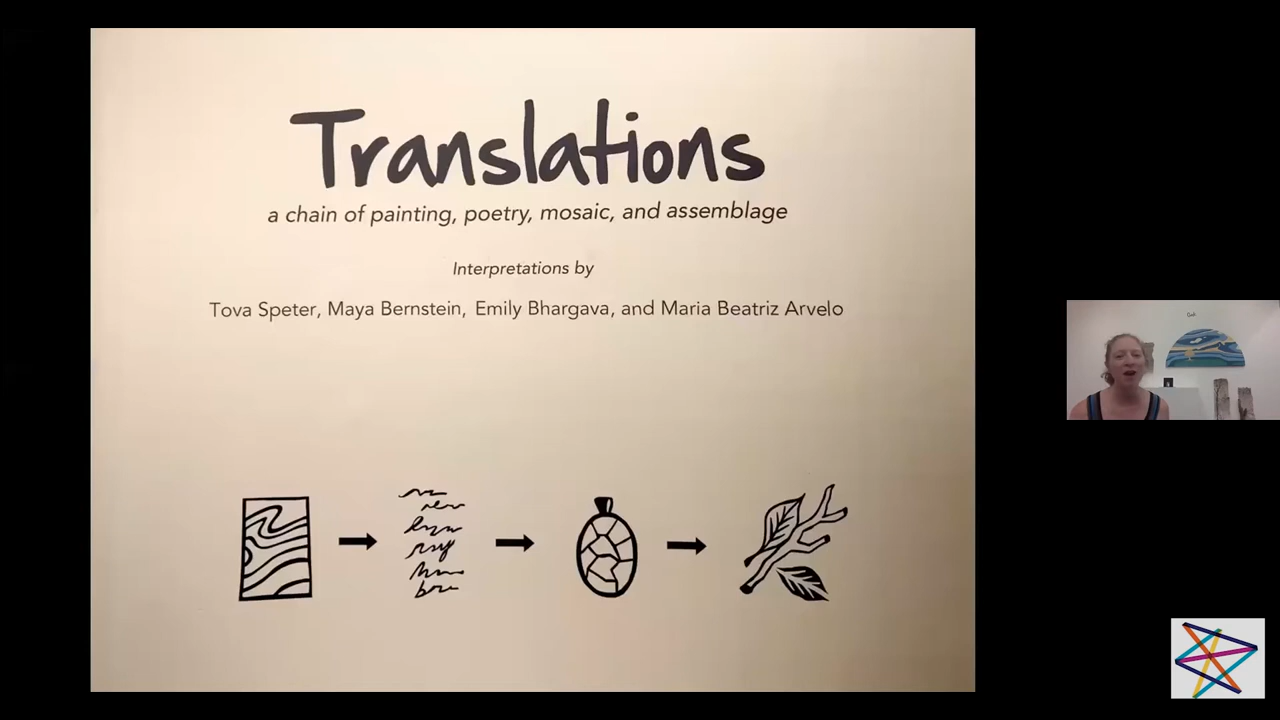 Translations
a chain of painting, poetry, mosaic, and assemblage
Interpretations by
Tova Speter, Maya Bernstein, Emily Bhargava, and Maria Beatriz Arvelo